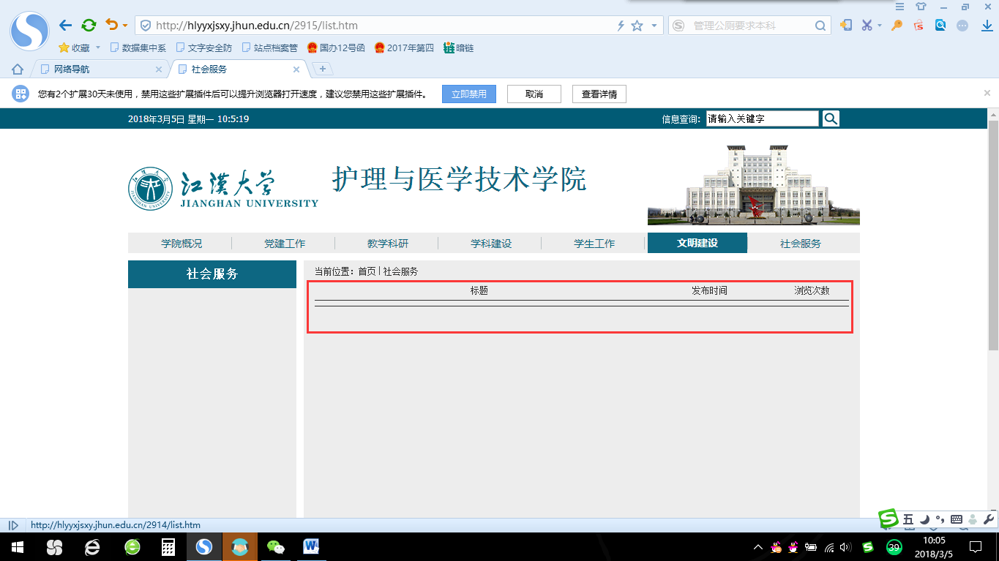 http://hlyyxjsxy.jhun.edu.cn/2915/list.htm
管理公厕要求本科
收藏 数据集中系 文字安全防 站点档案管 国办12号函 2017年第四 暗链
网络导航 社会服务
您有2个扩展30天未使用，禁用这些扩展插件后可以提升浏览器打开速度，建议您禁用这些扩展插件。 立即禁用 取消 查看详情
2018年3月5日 星期一 10:5:19 信息查询: 请输入关键字
江漢大学 护理与医学技术学院
JIANGHAN UNIVERSITY
学院概况 党建工作 教学科研 学科建设 学生工作 文明建设 社会服务
社会服务
当前位置：首页 | 社会服务
标题 发布时间 浏览次数
http://hlyyxjsxy.jhun.edu.cn/2914/list.htm
五
39
10:05
2018/3/5